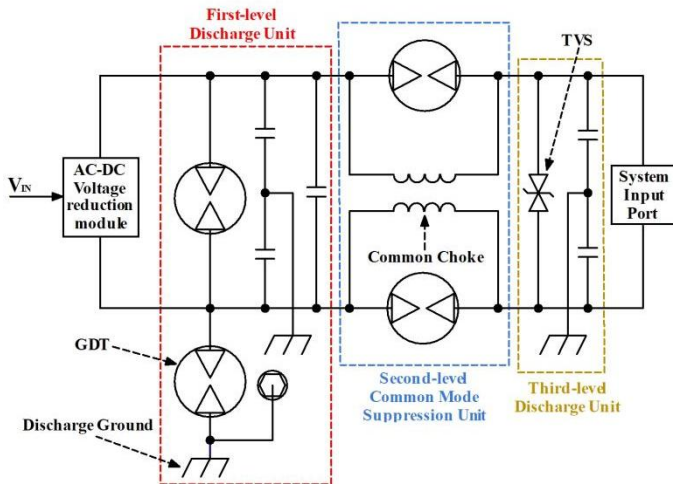 First-level
Discharge Unit
TVS
V_IN
AC-DC
Voltage
reduction
module
System
Input
Port
Common Choke
GDT
Discharge Ground
Second-level
Common Mode
Suppression Unit
Third-level
Discharge Unit